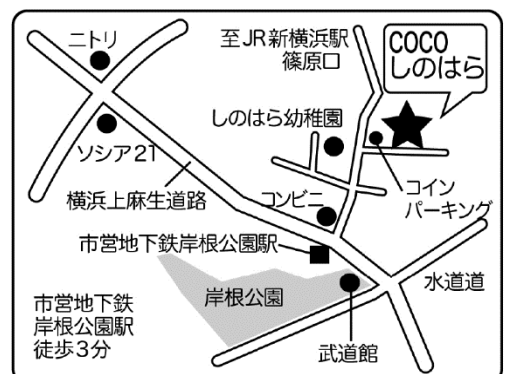 ニトリ
至JR新横浜駅
篠原口
COCO
しのはら
しのはら幼稚園
ソシア21
横浜上麻生道路
コンビニ
コイン
パーキング
市営地下鉄岸根公園駅
岸根公園
水道道
武道館
市営地下鉄
岸根公園駅
徒歩3分